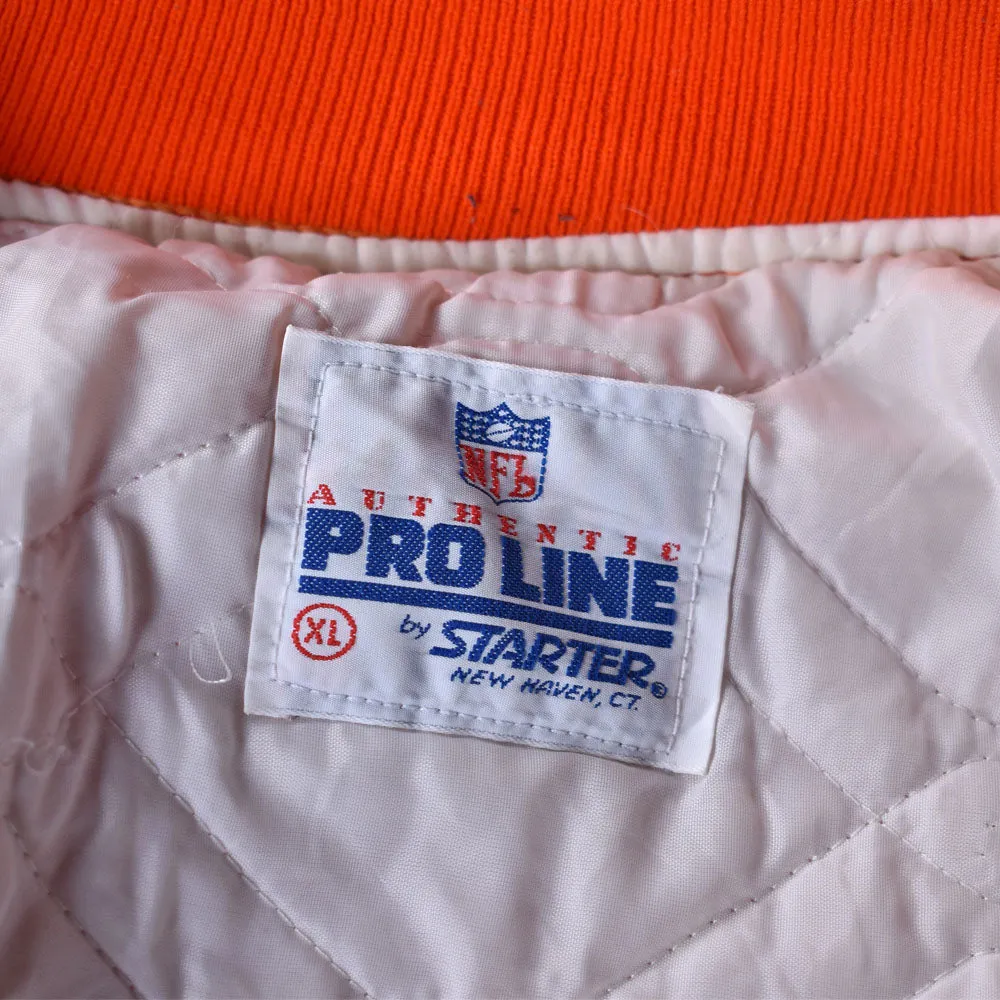 NFL
AUTHENTIC
PRO LINE
XL by STARTER®
NEW HAVEN, CT.